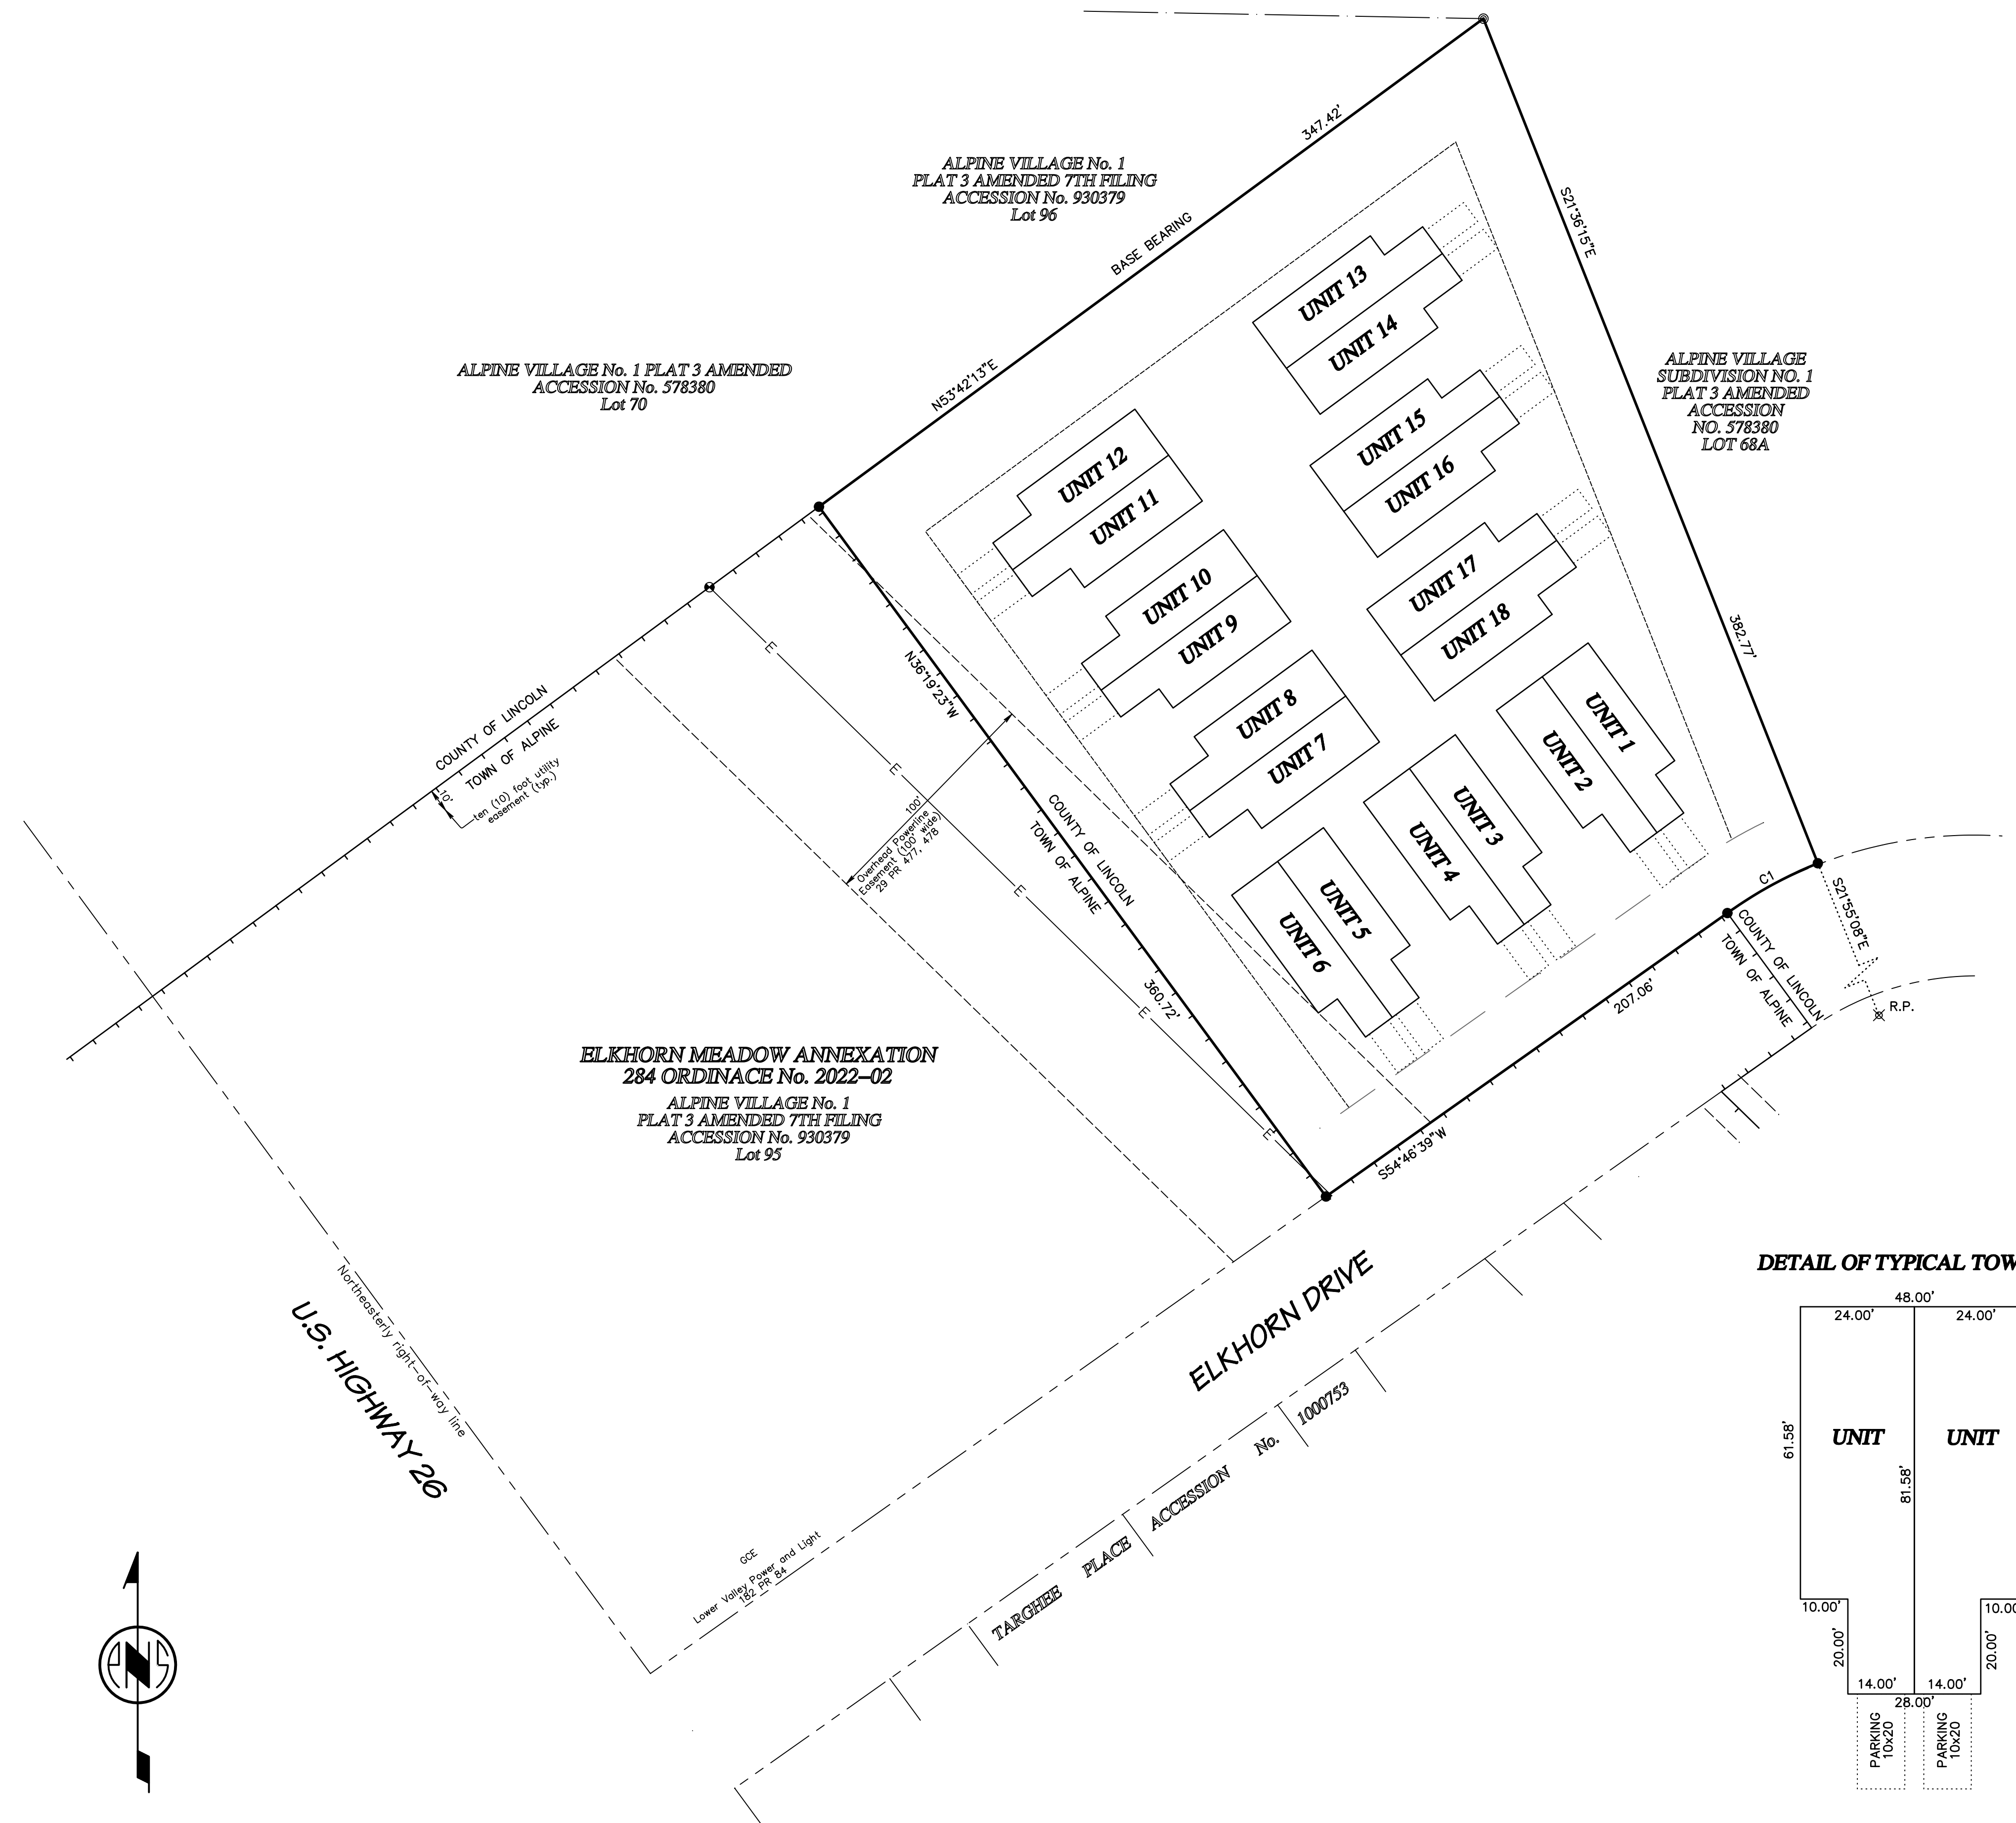 347.42'
ALPINE VILLAGE No. 1
PLAT 3 AMENDED 7TH FILING
ACCESSION No. 930379
Lot 96
BASE BEARING
S21°36'15"E
ALPINE VILLAGE No. 1 PLAT 3 AMENDED
ACCESSION No. 578380
Lot 70
N53°42'13"E
ALPINE VILLAGE
SUBDIVISION NO. 1
PLAT 3 AMENDED
ACCESSION
NO. 578380
LOT 68A
UNIT 13
UNIT 14
UNIT 15
UNIT 16
UNIT 12
UNIT 11
UNIT 10
UNIT 9
UNIT 17
UNIT 18
UNIT 8
UNIT 7
UNIT 1
UNIT 2
UNIT 3
UNIT 4
UNIT 5
UNIT 6
382.77'
E
N36°19'23"W
COUNTY OF LINCOLN
TOWN OF ALPINE
10'
ten (10) foot utility
easement (typ.)
E
100'
Overhead Powerline
Easement (100' wide)
29 PR 477, 478
COUNTY OF LINCOLN
TOWN OF ALPINE
E
C1
S21°55'08"E
COUNTY OF LINCOLN
TOWN OF ALPINE
R.P.
360.72'
E
207.06'
ELKHORN MEADOW ANNEXATION
284 ORDINACE No. 2022-02
ALPINE VILLAGE No. 1
PLAT 3 AMENDED 7TH FILING
ACCESSION No. 930379
Lot 95
E
S54°46'39"W
Northeasterly right-of-way line
U.S. HIGHWAY 26
ELKHORN DRIVE
GCE
Lower Valley Power and Light
182 PR 84
TARGHEE PLACE ACCESSION No. 1000753
DETAIL OF TYPICAL TOW
48.00'
24.00' 24.00'
61.58'
UNIT UNIT
81.58'
10.00' 10.00
20.00' 20.00'
14.00' 14.00'
28.00'
PARKING
10x20
PARKING
10x20
N